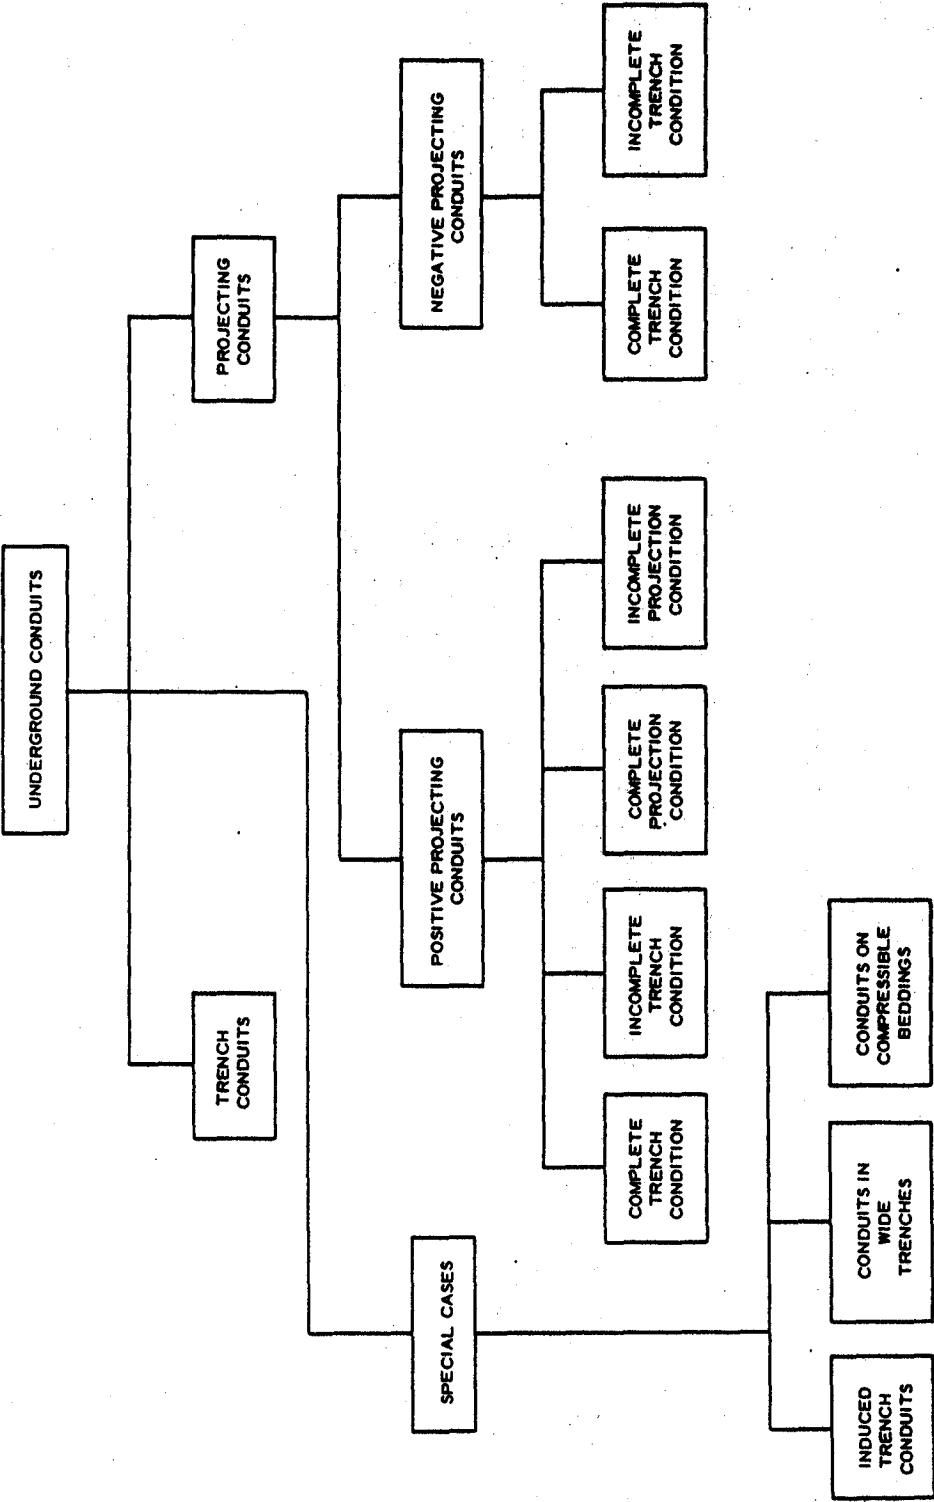 UNDERGROUND CONDUITS
TRENCH
CONDUITS
PROJECTING
CONDUITS
SPECIAL CASES
POSITIVE PROJECTING
CONDUITS
NEGATIVE PROJECTING
CONDUITS
COMPLETE
TRENCH
CONDITION
INCOMPLETE
TRENCH
CONDITION
COMPLETE
PROJECTION
CONDITION
INCOMPLETE
PROJECTION
CONDITION
COMPLETE
TRENCH
CONDITION
INCOMPLETE
TRENCH
CONDITION
INDUCED
TRENCH
CONDUITS
CONDUITS IN
WIDE
TRENCHES
CONDUITS ON
COMPRESSIBLE
BEDDINGS